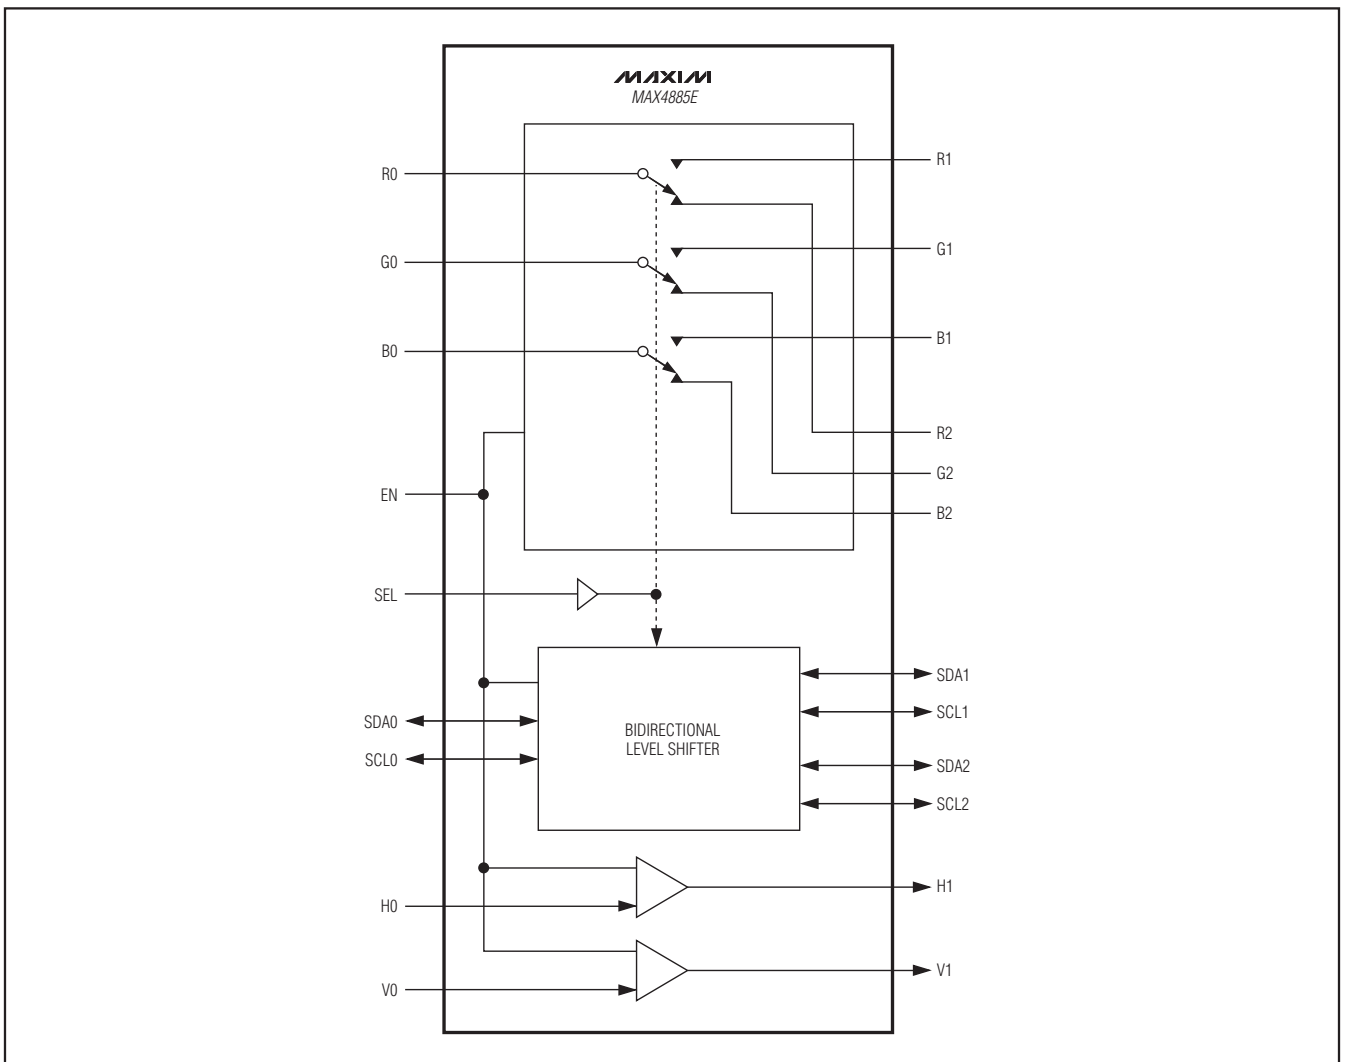 MAXIM
MAX4885E
R0
R1
G0
G1
B0
B1
R2
G2
EN
B2
SEL
SDA1
SDA0
SCL1
BIDIRECTIONAL
LEVEL SHIFTER
SCL0
SDA2
SCL2
H1
H0
V1
V0